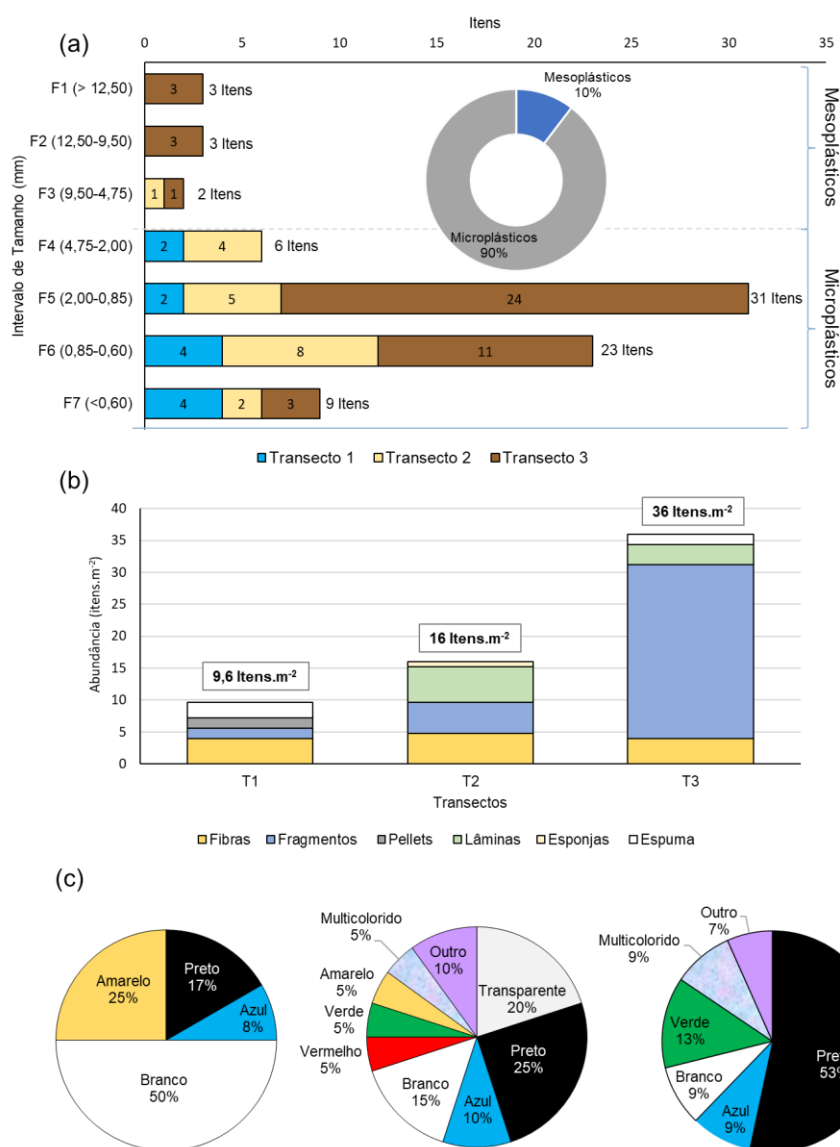 (a)
Itens
0 5 10 15 20 25 30 35
Intervalo de Tamanho (mm)
F1 (> 12,50) 3 3 Itens
F2 (12,50-9,50) 3 3 Itens
F3 (9,50-4,75) 1 1 2 Itens
F4 (4,75-2,00) 2 4 6 Itens
F5 (2,00-0,85) 2 5 24 31 Itens
F6 (0,85-0,60) 4 8 11 23 Itens
F7 (<0,60) 4 2 3 9 Itens
Mesoplásticos
10%
Microplásticos
90%
Mesoplásticos
Microplásticos
Transecto 1 Transecto 2 Transecto 3
(b)
Abundância (itens.m-2)
40
35
30
25
20
15
10
5
0
9,6 Itens.m-2
16 Itens.m-2
36 Itens.m-2
T1 T2 T3
Transectos
Fibras Fragmentos Pellets Lâminas Esponjas Espuma
(c)
Amarelo
25%
Preto
17%
Azul
8%
Branco
50%
Multicolorido
5%
Outro
10%
Amarelo
5%
Transparente
20%
Verde
5%
Vermelho
5%
Preto
25%
Branco
15%
Azul
10%
Outro
7%
Multicolorido
9%
Verde
13%
Pre
53%
Branco
9%
Azul
9%